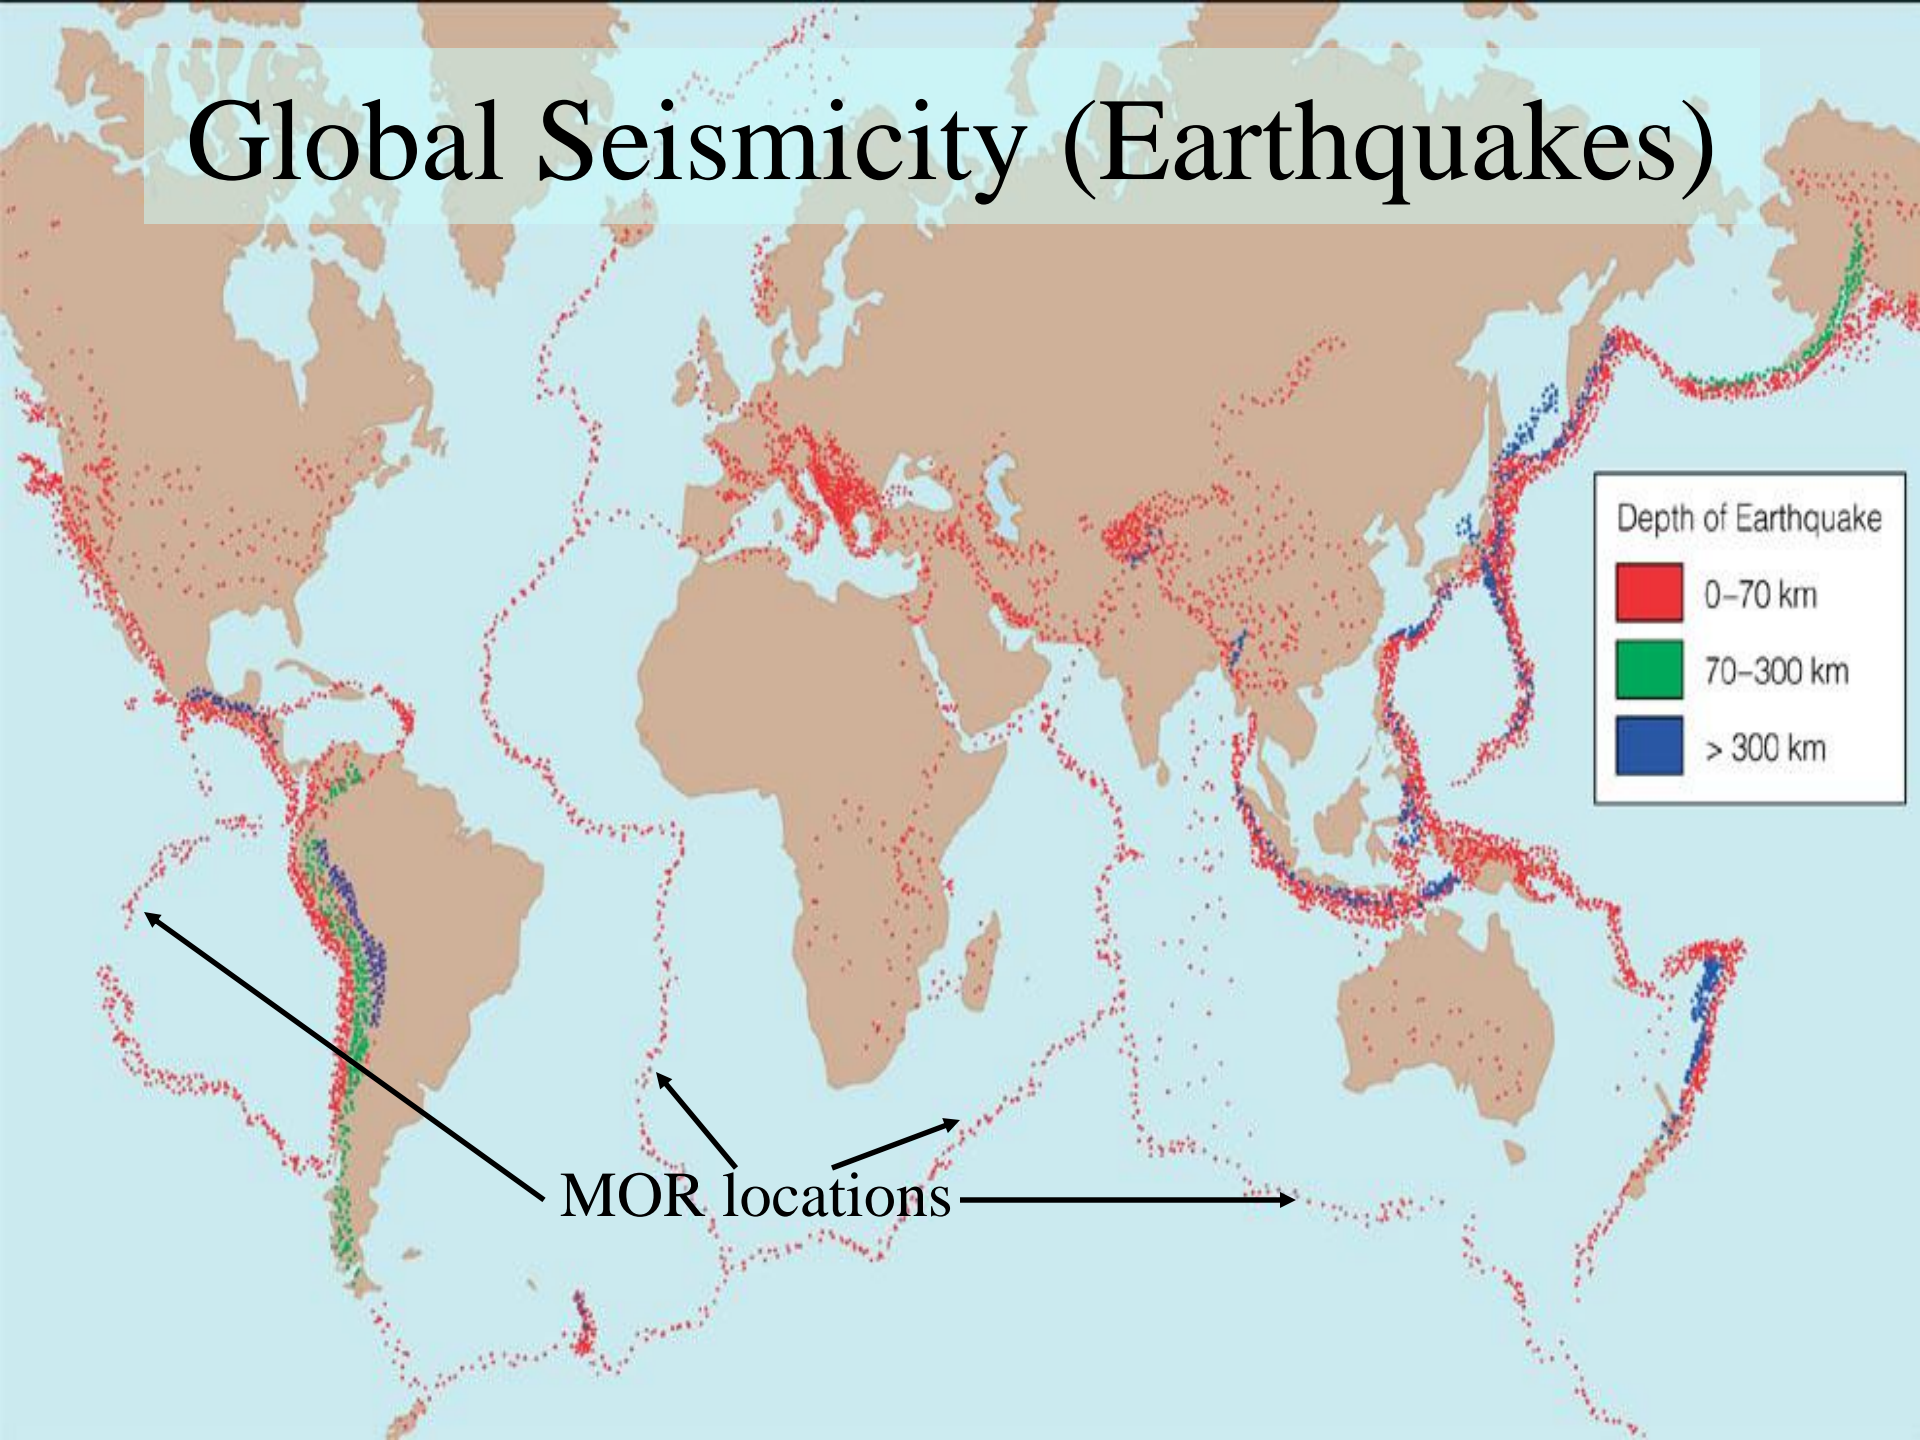 Global Seismicity (Earthquakes)
Depth of Earthquake
0–70 km
70–300 km
> 300 km
MOR locations